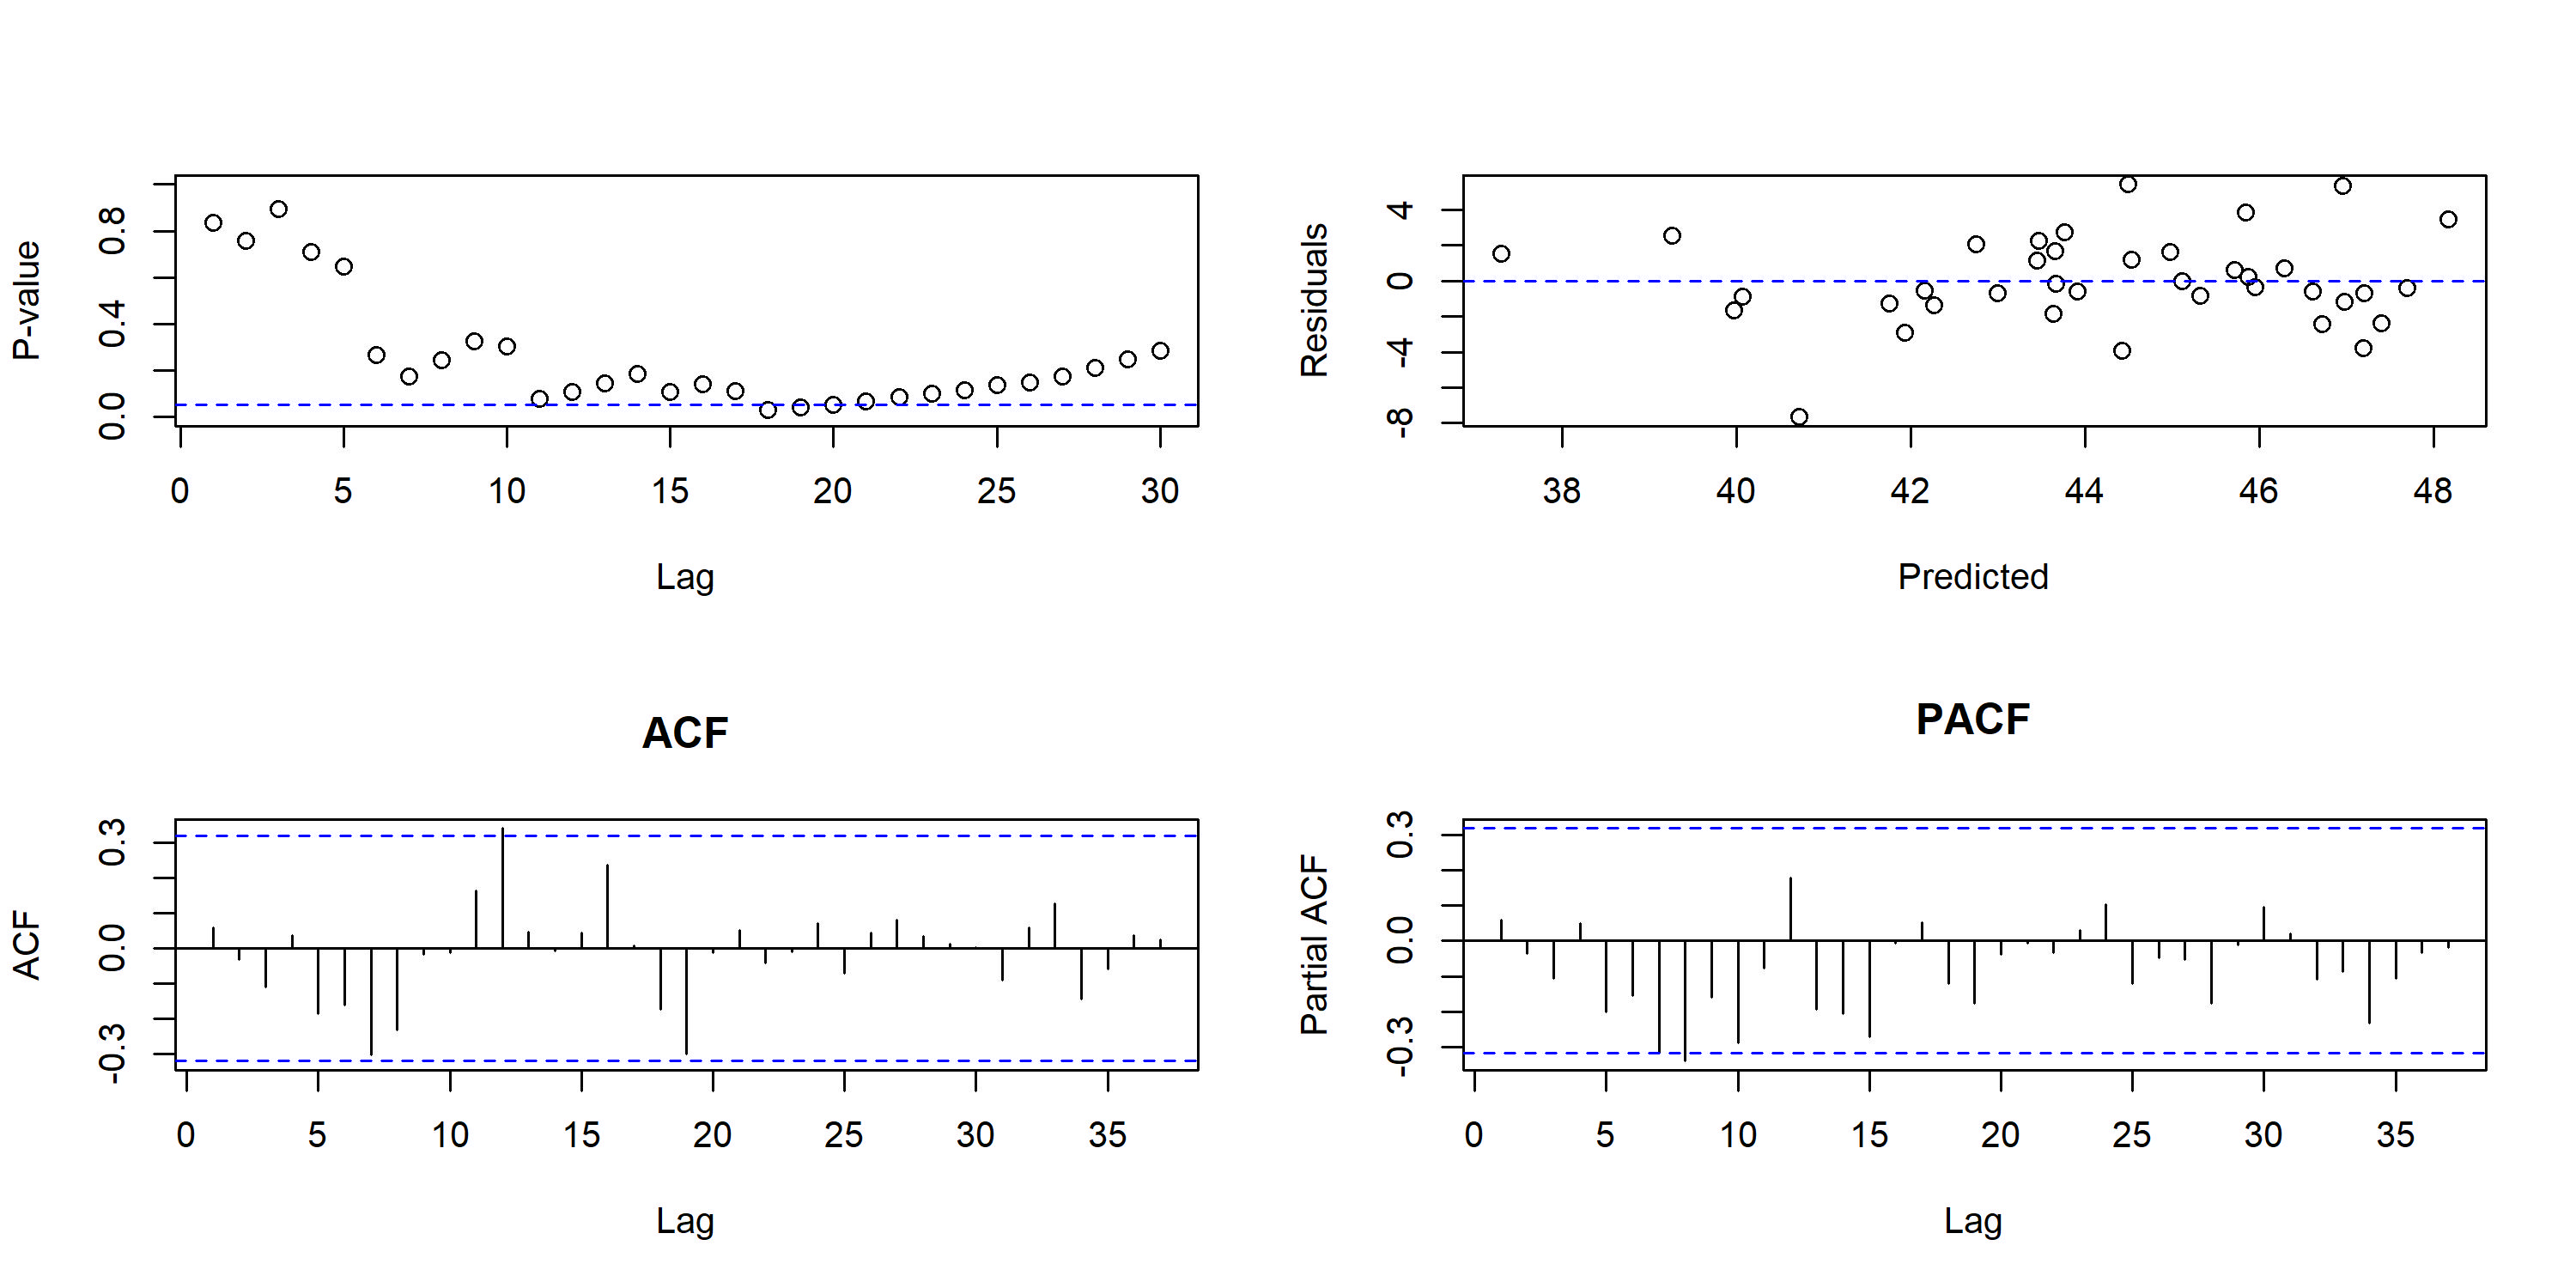 P-value
0.0 0.4 0.8
0 5 10 15 20 25 30
Lag
Residuals
-8 -4 0 4
38 40 42 44 46 48
Predicted
ACF
ACF
-0.3 0.0 0.3
0 5 10 15 20 25 30 35
Lag
PACF
Partial ACF
-0.3 0.0 0.3
0 5 10 15 20 25 30 35
Lag